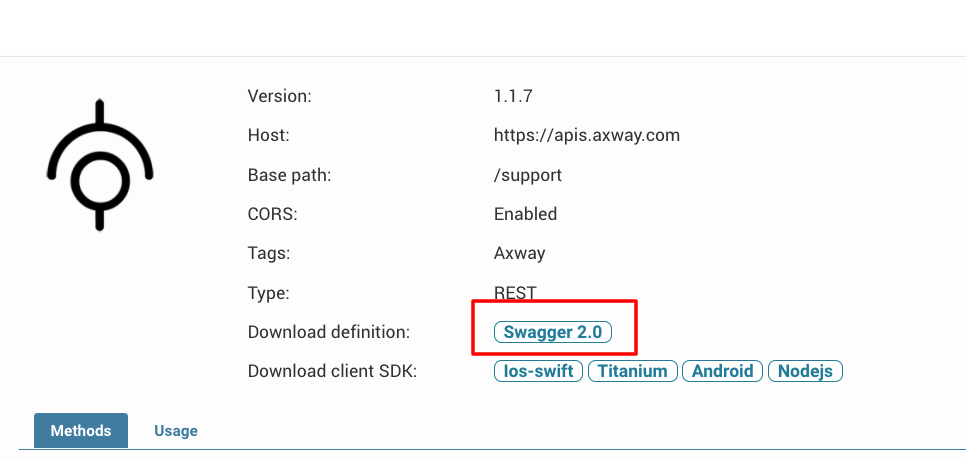 Version: 1.1.7
Host: https://apis.axway.com
Base path: /support
CORS: Enabled
Tags: Axway
Type: REST
Download definition: Swagger 2.0
Download client SDK: Ios-swift Titanium Android Nodejs
Methods Usage